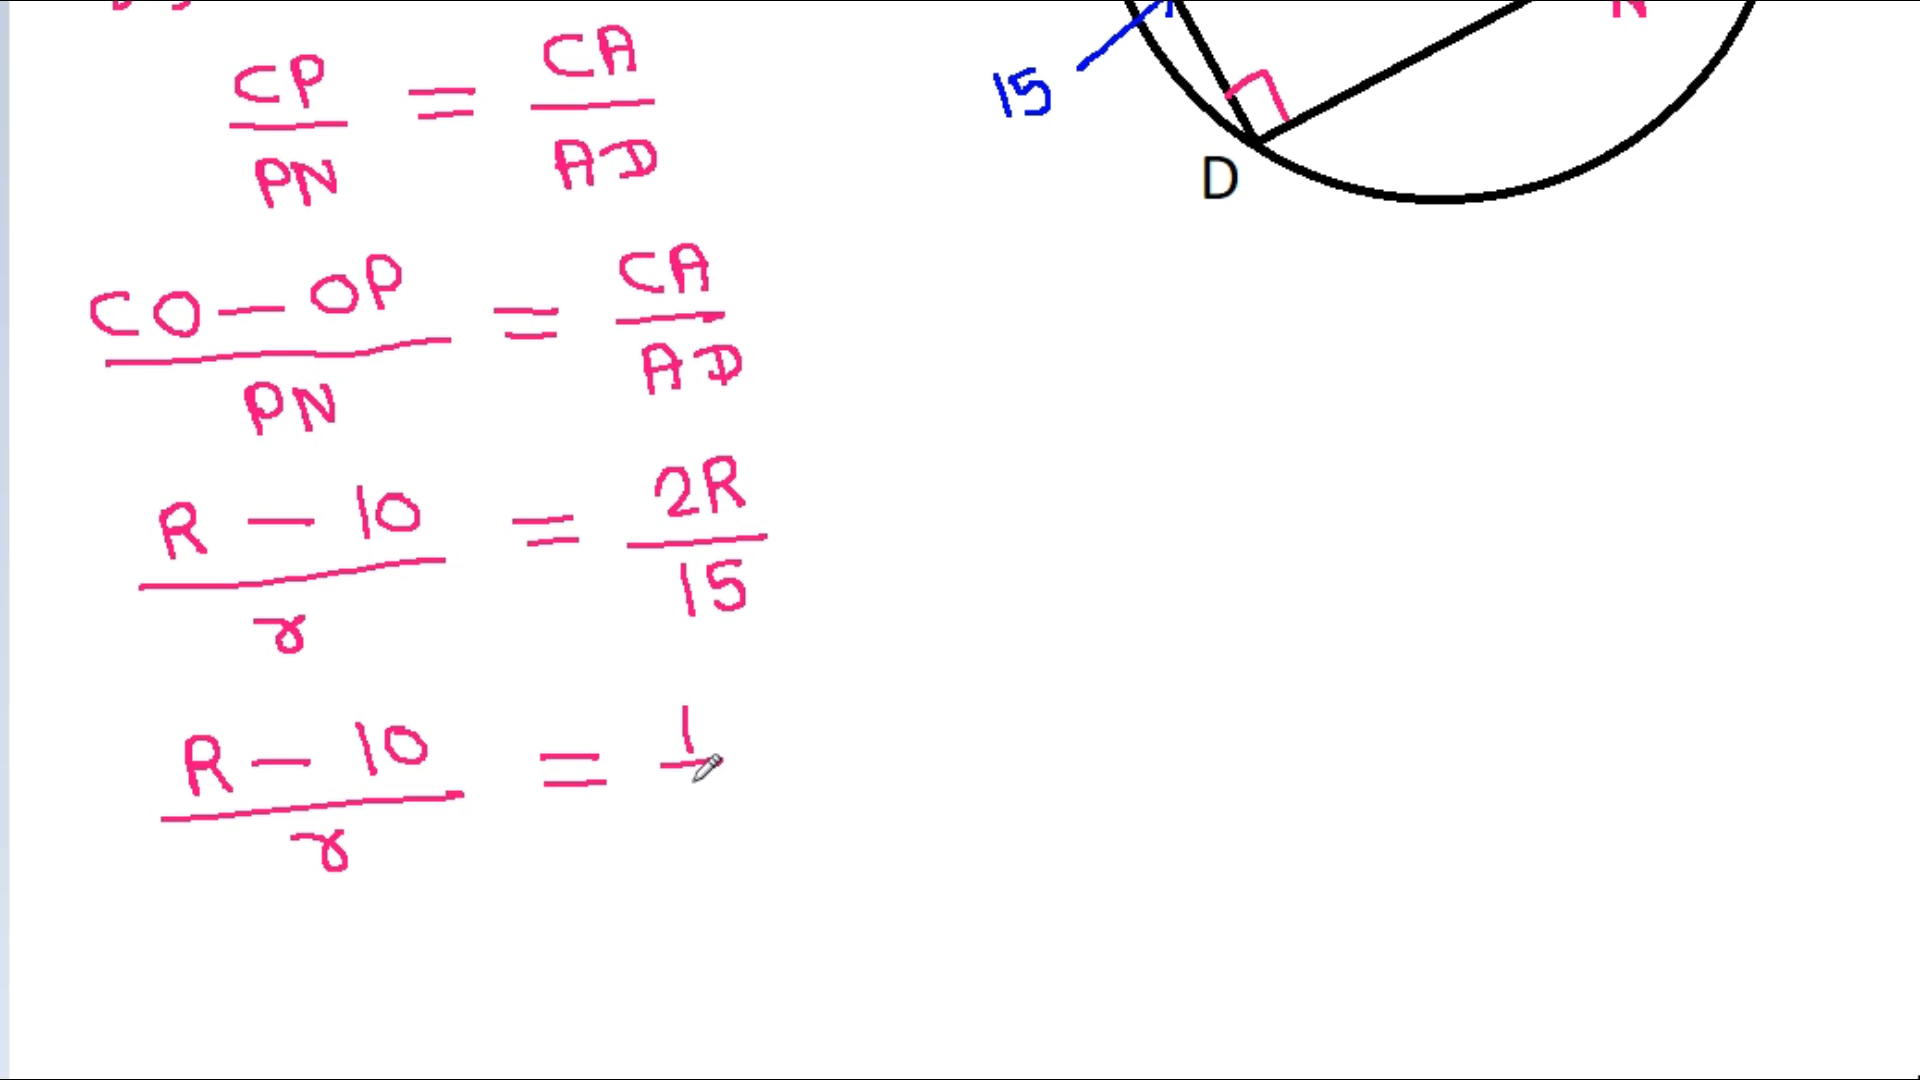 CP/PN = CA/AD
CO - OP/PN = CA/AD
R - 10/r = 2R/15
R - 10/r = 1/
N
15
D